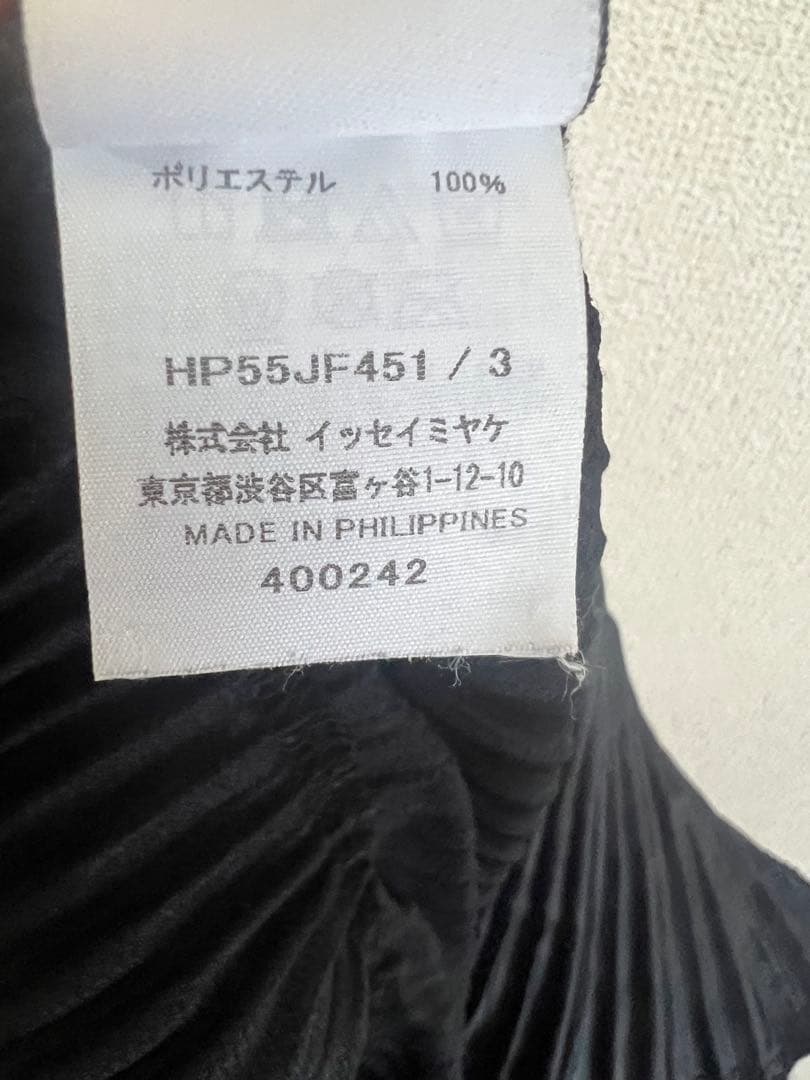 ポリエステル 100%
HP55JF451 / 3
株式会社 イッセイミヤケ
東京都渋谷区富ヶ谷1-12-10
MADE IN PHILIPPINES
400242